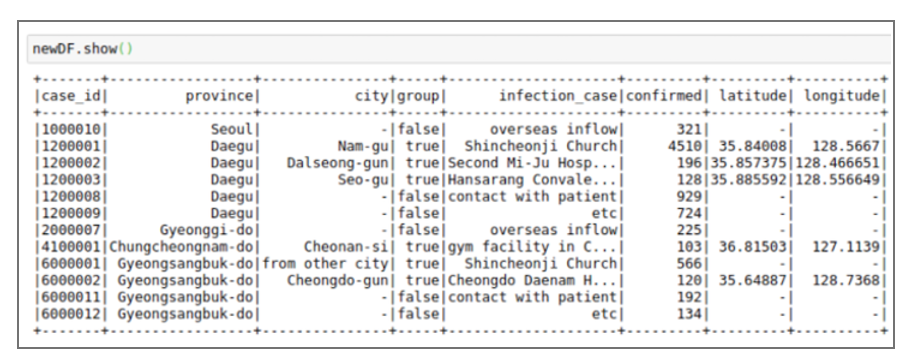 newDF.show()
+-------+-----------------+---------------+-----+--------------------+---------+---------+----------+
|case_id|         province|           city|group|      infection_case|confirmed| latitude| longitude|
+-------+-----------------+---------------+-----+--------------------+---------+---------+----------+
|1000010|            Seoul|              -|false|     overseas inflow|      321|        -|         -|
|1200001|            Daegu|         Nam-gu| true|  Shincheonji Church|     4510| 35.84008|  128.5667|
|1200002|            Daegu|   Dalseong-gun| true|Second Mi-Ju Hosp...|      196|35.857375|128.466651|
|1200003|            Daegu|         Seo-gu| true|Hansarang Convale...|      128|35.885592|128.556649|
|1200008|            Daegu|              -|false|contact with patient|      929|        -|         -|
|1200009|            Daegu|              -|false|                 etc|      724|        -|         -|
|2000007|      Gyeonggi-do|              -|false|     overseas inflow|      225|        -|         -|
|4100001|Chungcheongnam-do|     Cheonan-si| true|gym facility in C...|      103| 36.81503|  127.1139|
|6000001| Gyeongsangbuk-do|from other city| true|  Shincheonji Church|      566|        -|         -|
|6000002| Gyeongsangbuk-do|   Cheongdo-gun| true|Cheongdo Daenam H...|      120| 35.64887|  128.7368|
|6000011| Gyeongsangbuk-do|              -|false|contact with patient|      192|        -|         -|
|6000012| Gyeongsangbuk-do|              -|false|                 etc|      134|        -|         -|
+-------+-----------------+---------------+-----+--------------------+---------+---------+----------+